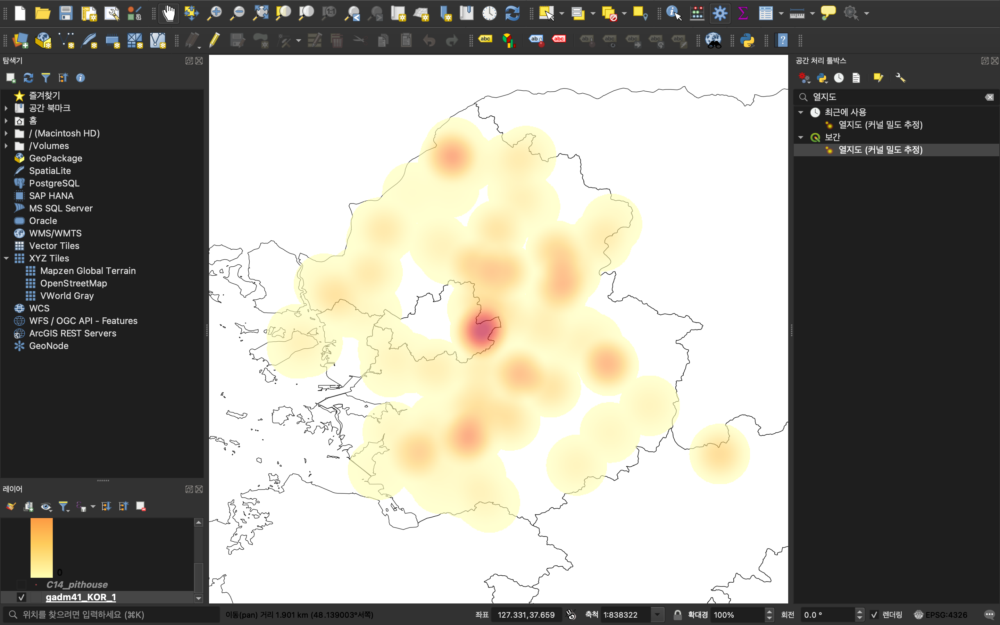 탐색기
즐겨찾기
공간 북마크
홈
/ (Macintosh HD)
/Volumes
GeoPackage
SpatiaLite
PostgreSQL
SAP HANA
MS SQL Server
Oracle
WMS/WMTS
Vector Tiles
XYZ Tiles
Mapzen Global Terrain
OpenStreetMap
VWorld Gray
WCS
WFS / OGC API - Features
ArcGIS REST Servers
GeoNode
레이어
0
C14_pithouse
gadm41_KOR_1
공간 처리 툴박스
열지도
최근에 사용
열지도 (커널 밀도 추정)
보간
열지도 (커널 밀도 추정)
위치를 찾으려면 입력하세요 (⌘K) 이동(pan) 거리 1.901 km (48.139003°서쪽) 좌표 127.331,37.659 축척 1:838322 확대경 100% 회전 0.0 ° 렌더링 EPSG:4326